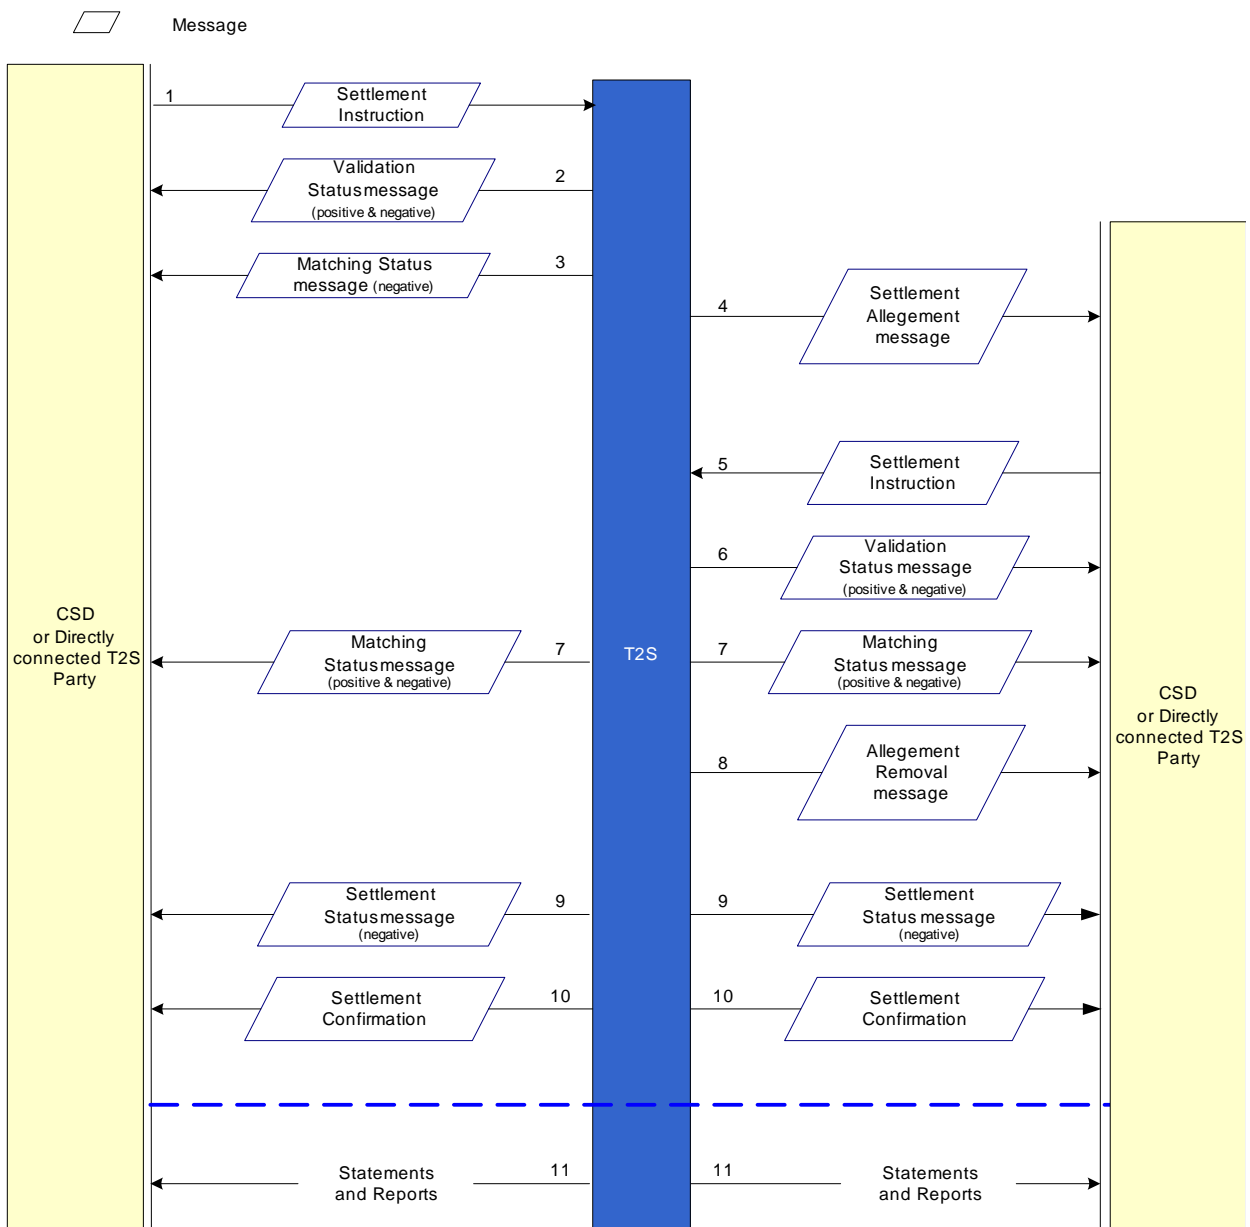 Message
1
Settlement
Instruction
Validation
Status message
(positive & negative)
2
Matching Status
message (negative)
3
4
Settlement
Allegement
message
5
Settlement
Instruction
6
Validation
Status message
(positive & negative)
CSD
or Directly
connected T2S
Party
Matching
Status message
(positive & negative)
7
T2S
7
Matching
Status message
(positive & negative)
CSD
or Directly
connected T2S
Party
8
Allegement
Removal
message
Settlement
Status message
(negative)
9
9
Settlement
Status message
(negative)
Settlement
Confirmation
10
10
Settlement
Confirmation
Statements
and Reports
11
11
Statements
and Reports